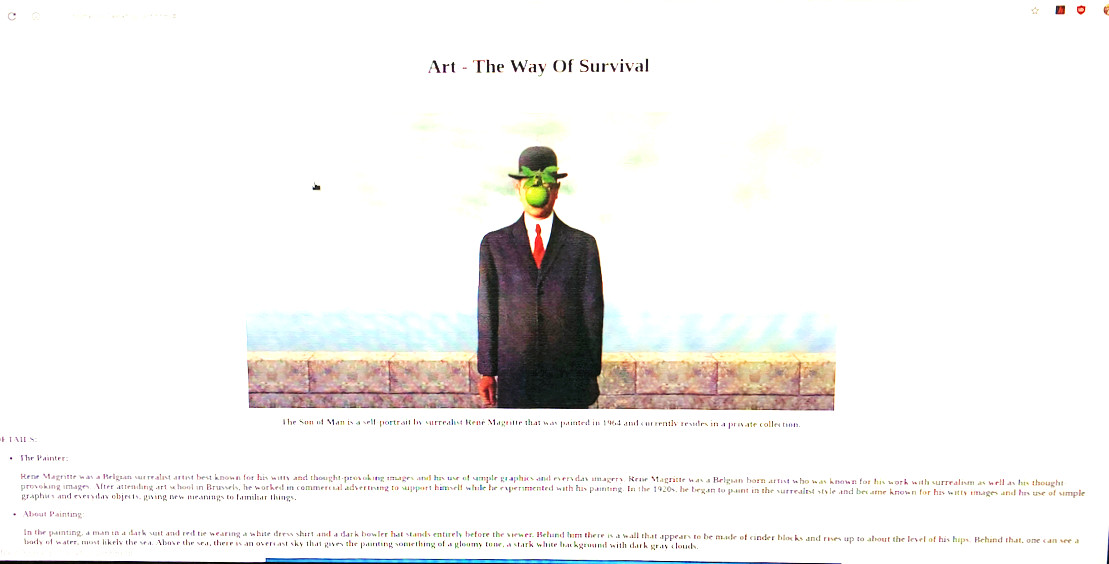 Art - The Way Of Survival
The Son of Man is a self-portrait by surrealist Rene Magritte that was painted in 1964 and currently resides in a private collection.
ETAILS:
The Painter:
Rene Magritte was a Belgian surrealist artist best known for his witty and thought-provoking images and his use of simple graphics and everyday imagery. Rene Magritte was a Belgian born artist who was known for his work with surrealism as well as his thought
provoking images. After attending art school in Brussels, he worked in commercial advertising to support himself while he experimented with his painting. In the 1920s, he began to paint in the surrealist style and became known for his witty images and his use of simple
graphics and everyday objects, giving new meanings to familiar things.
About Painting
In the painting, a man in a dark suit and red tie wearing a white dress shirt and a dark bowler hat stands entirely before the viewer. Behind him there is a wall that appears to be made of cinder blocks and rises up to about the level of his hips. Behind that, one can see a
body of water, most likely the sea. Above the sea, there is an overcast sky that gives the painting something of a gloomy tone, a stark white background with dark gray clouds.